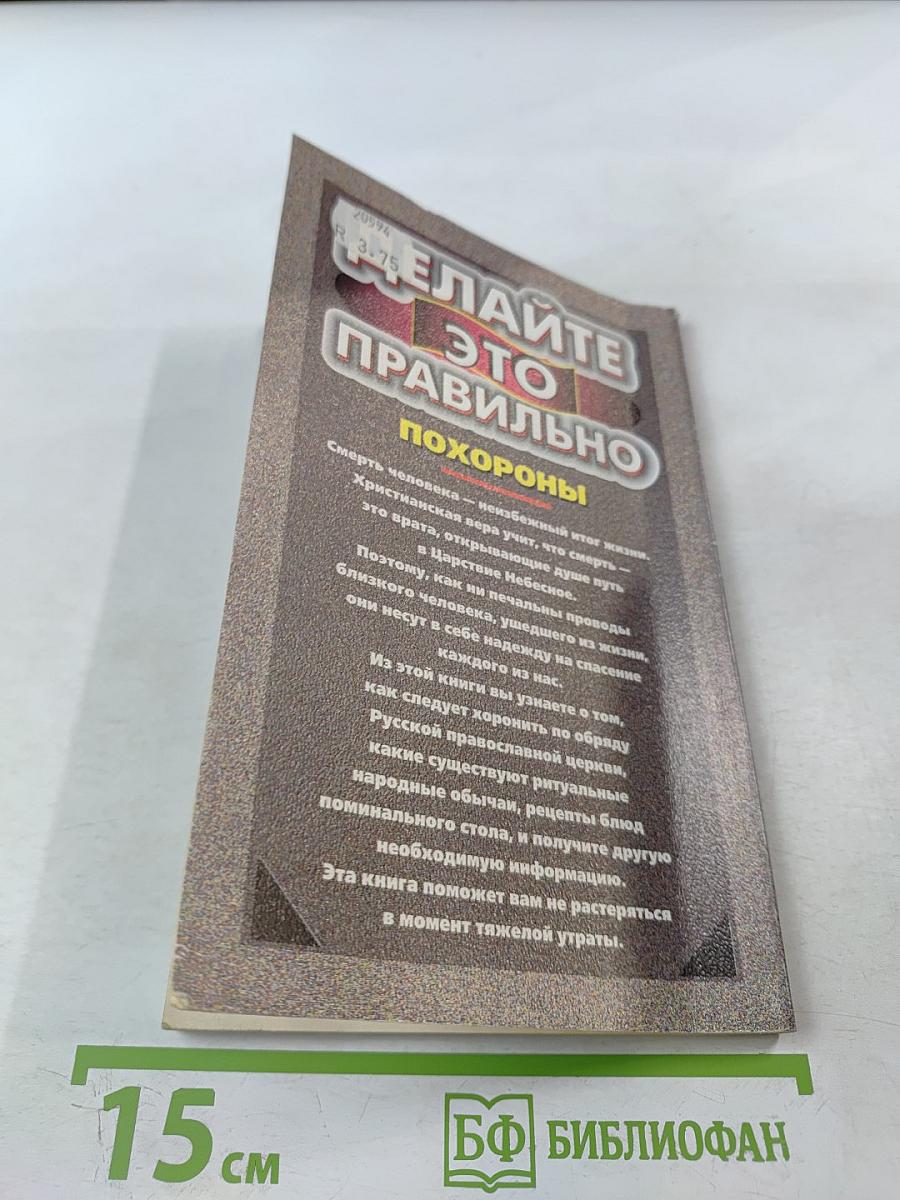 20594
R 3.75
ДЕЛАЙТЕ
ЭТО
ПРАВИЛЬНО
ПОХОРОНЫ
Смерть человека — неизбежный итог жизни.
Христианская вера учит, что смерть —
это врата, открывающие душе путь
в Царствие Небесное.
Поэтому, как ни печальны проводы
близкого человека, ушедшего из жизни,
они несут в себе надежду на спасение
каждого из нас.
Из этой книги вы узнаете о том,
как следует хоронить по обряду
Русской православной церкви,
какие существуют ритуальные
народные обычаи, рецепты блюд
поминального стола, и получите другую
необходимую информацию.
Эта книга поможет вам не растеряться
в момент тяжелой утраты.
15 см
БФ БИБЛИОФАН